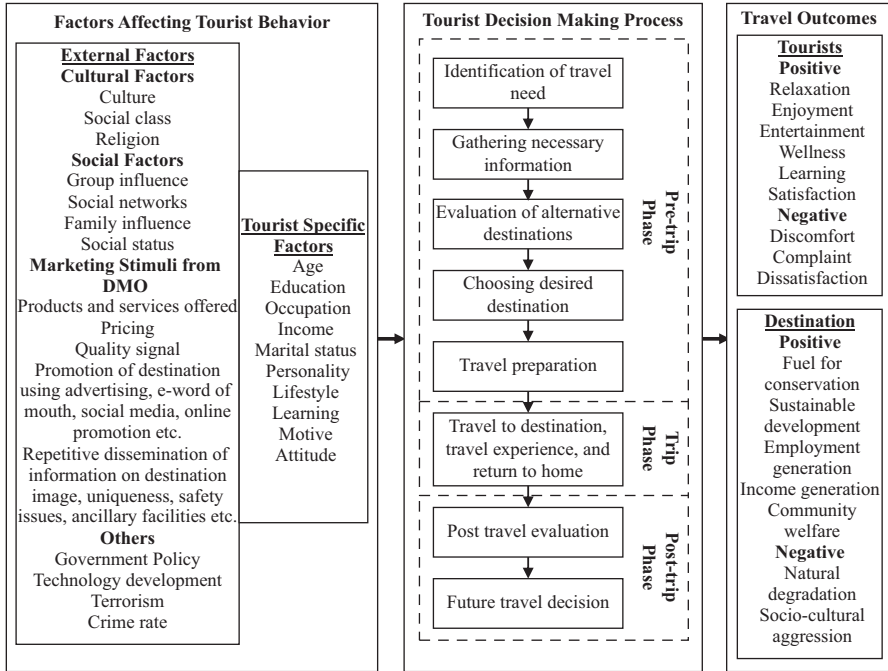 Factors Affecting Tourist Behavior
External Factors
Cultural Factors
Culture
Social class
Religion
Social Factors
Group influence
Social networks
Family influence
Social status
Marketing Stimuli from
DMO
Products and services offered
Pricing
Quality signal
Promotion of destination
using advertising, e-word of
mouth, social media, online
promotion etc.
Repetitive dissemination of
information on destination
image, uniqueness, safety
issues, ancillary facilities etc.
Others
Government Policy
Technology development
Terrorism
Crime rate
Tourist Specific
Factors
Age
Education
Occupation
Income
Marital status
Personality
Lifestyle
Learning
Motive
Attitude
Tourist Decision Making Process
Identification of travel
need
Gathering necessary
information
Evaluation of alternative
destinations
Choosing desired
destination
Travel preparation
Pre-trip
Phase
Travel to destination,
travel experience, and
return to home
Trip
Phase
Post travel evaluation
Future travel decision
Post-trip
Phase
Travel Outcomes
Tourists
Positive
Relaxation
Enjoyment
Entertainment
Wellness
Learning
Satisfaction
Negative
Discomfort
Complaint
Dissatisfaction
Destination
Positive
Fuel for
conservation
Sustainable
development
Employment
generation
Income generation
Community
welfare
Negative
Natural
degradation
Socio-cultural
aggression